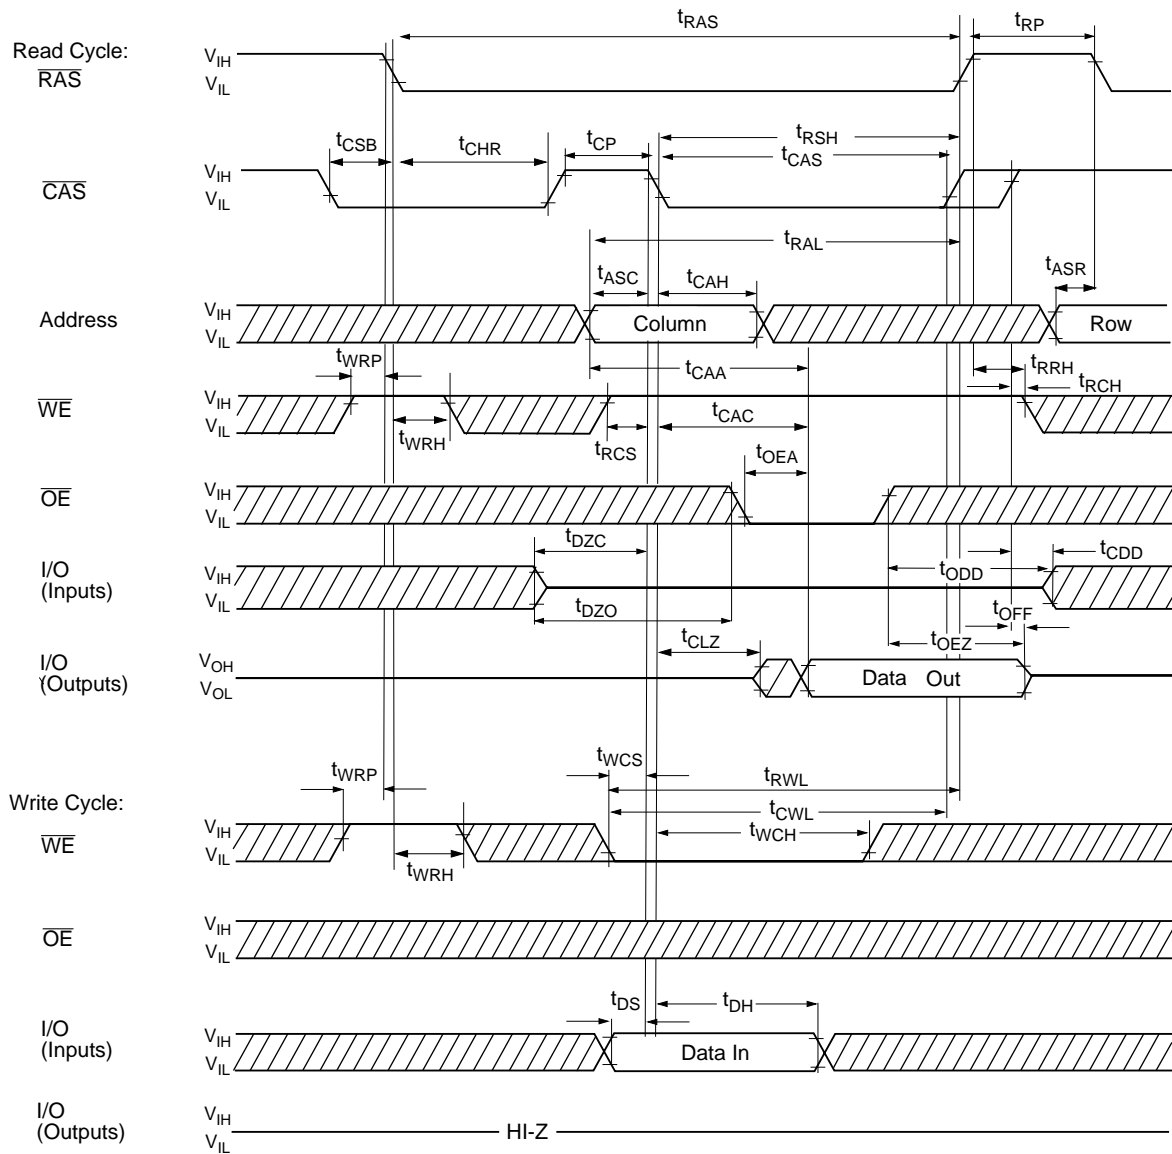 tRAS
tRP
Read Cycle:
RAS
VIH
VIL
tCSB
tCHR
tCP
tRSH
tCAS
CAS
VIH
VIL
tRAL
tASC
tCAH
tASR
Address
VIH
VIL
Column
Row
tWRP
tCAA
tRRH
tRCH
WE
VIH
VIL
tWRH
tRCS
tCAC
tOEA
OE
VIH
VIL
tDZC
tCDD
tODD
I/O
(Inputs)
VIH
VIL
tDZO
tOFF
tCLZ
tOEZ
I/O
(Outputs)
VOH
VOL
Data Out
tWCS
tWRP
tRWL
Write Cycle:
tCWL
tWCH
WE
VIH
VIL
tWRH
OE
VIH
VIL
tDS
tDH
I/O
(Inputs)
VIH
VIL
Data In
I/O
(Outputs)
VIH
VIL
HI-Z